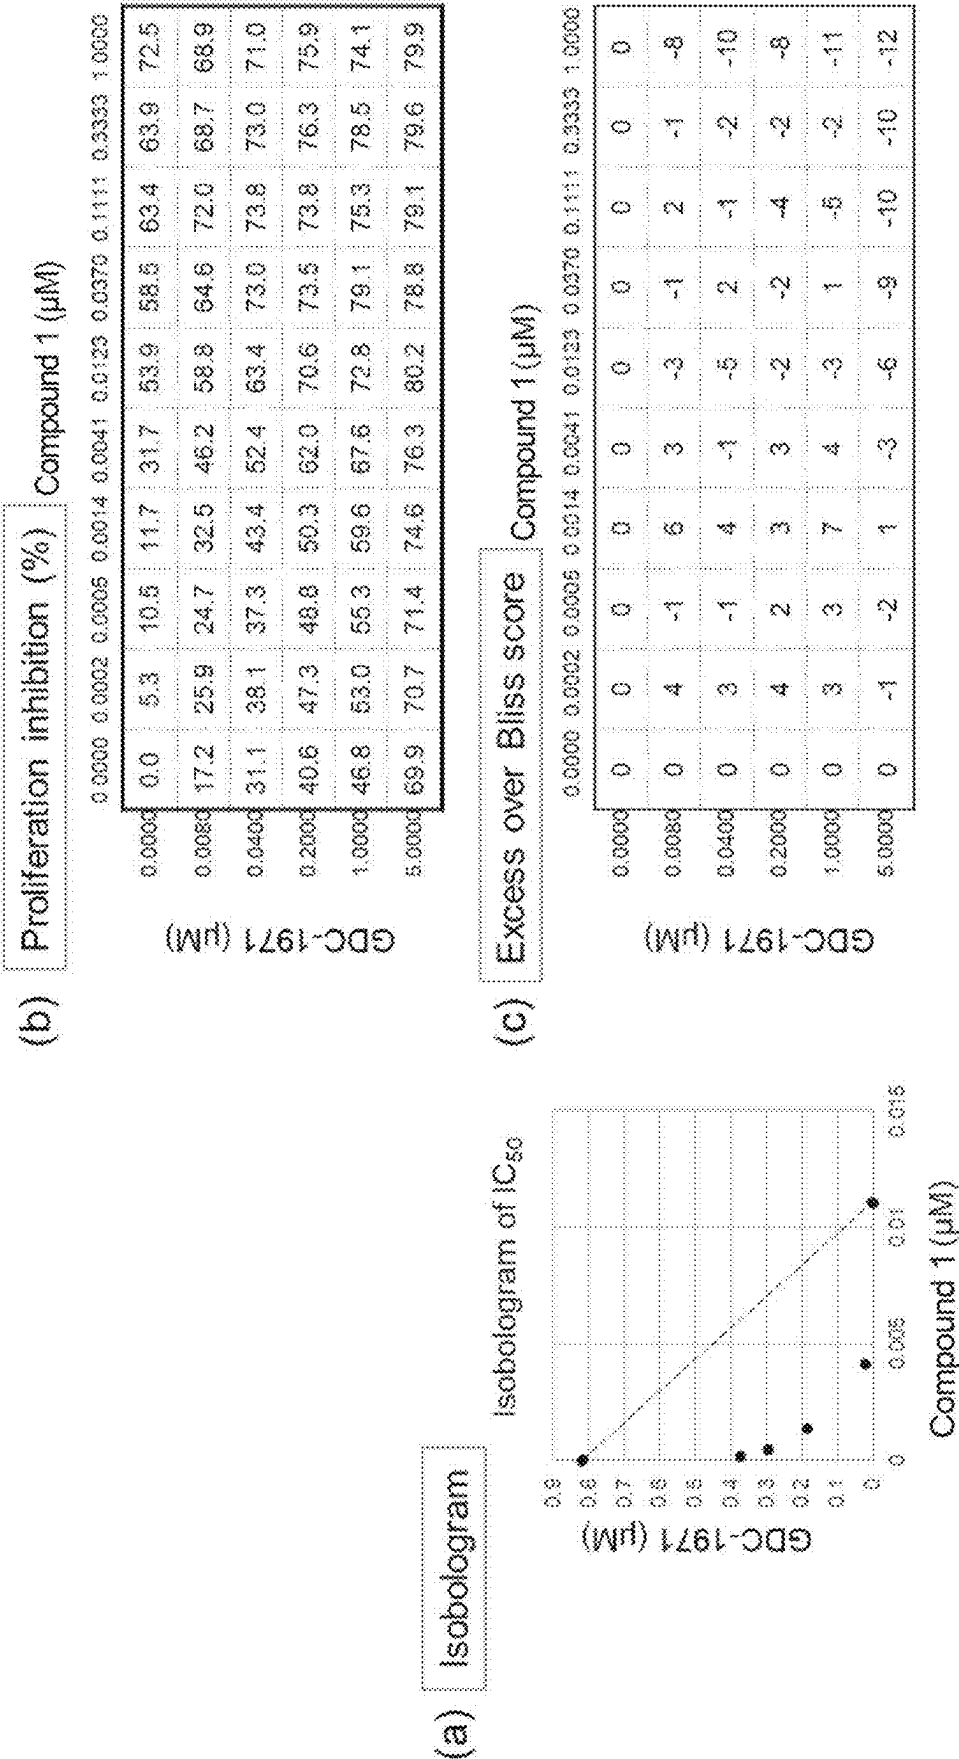 (a) Isobologram
Isobologram of IC50
GDC-1971 (µM)
0.9
0.8
0.7
0.6
0.5
0.4
0.3
0.2
0.1
0
0 0.005 0.01 0.015
Compound 1 (µM)
(b) Proliferation inhibition (%)
Compound 1 (µM)
0.0000 0.0002 0.0005 0.0014 0.0041 0.0123 0.0370 0.1111 0.3333 1.0000
GDC-1971 (µM)
0.0000 0.0 5.3 10.8 11.7 31.7 53.9 58.5 63.4 63.9 72.5
0.0080 17.2 25.9 24.7 32.5 46.2 58.8 64.6 72.0 68.7 68.9
0.0400 31.1 38.1 37.3 43.4 52.4 63.4 73.0 73.8 73.0 71.0
0.2000 40.6 47.3 48.8 50.3 62.0 70.6 73.5 73.8 76.3 75.9
1.0000 46.8 53.0 55.3 59.6 67.6 72.8 79.1 75.3 78.5 74.1
5.0000 69.9 70.7 71.4 74.6 76.3 80.2 78.8 79.1 79.6 79.9
(c) Excess over Bliss score
Compound 1 (µM)
0.0000 0.0002 0.0005 0.0014 0.0041 0.0123 0.0370 0.1111 0.3333 1.0000
GDC-1971 (µM)
0.0000 0 0 0 0 0 0 0 0 0 0
0.0080 0 4 -1 6 3 -3 -1 2 -1 -8
0.0400 0 3 -1 4 -1 -5 2 -1 -2 -10
0.2000 0 4 2 3 3 -2 -2 -4 -2 -8
1.0000 0 3 3 7 4 -3 1 -5 -2 -11
5.0000 0 -1 -2 1 -3 -6 -9 -10 -10 -12